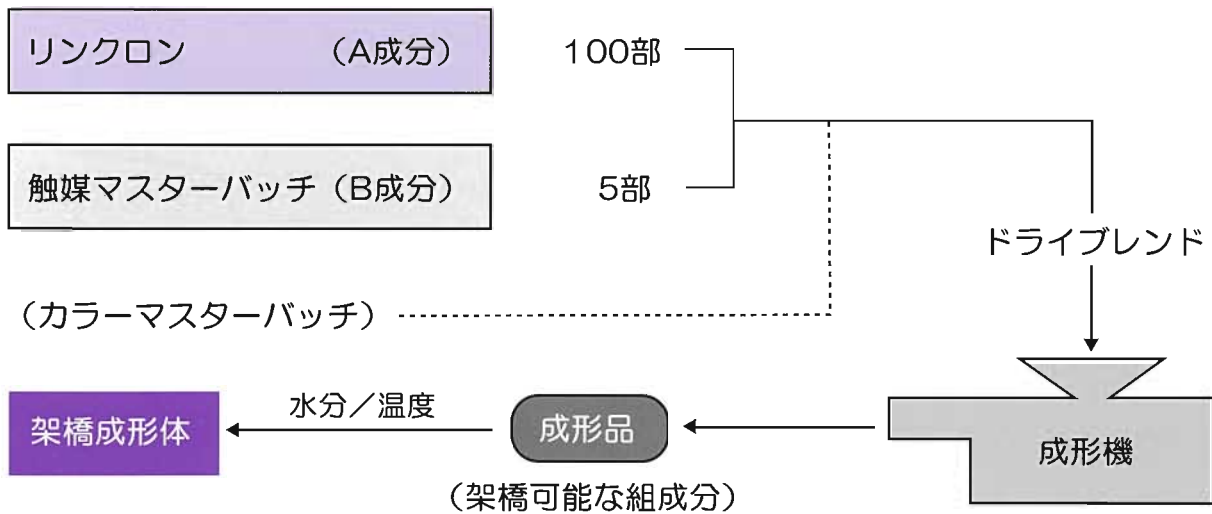 リンクロン （A成分） 100部
触媒マスターバッチ（B成分） 5部
ドライブレンド
（カラーマスターバッチ）
架橋成形体
水分／温度
成形品
（架橋可能な組成分）
成形機